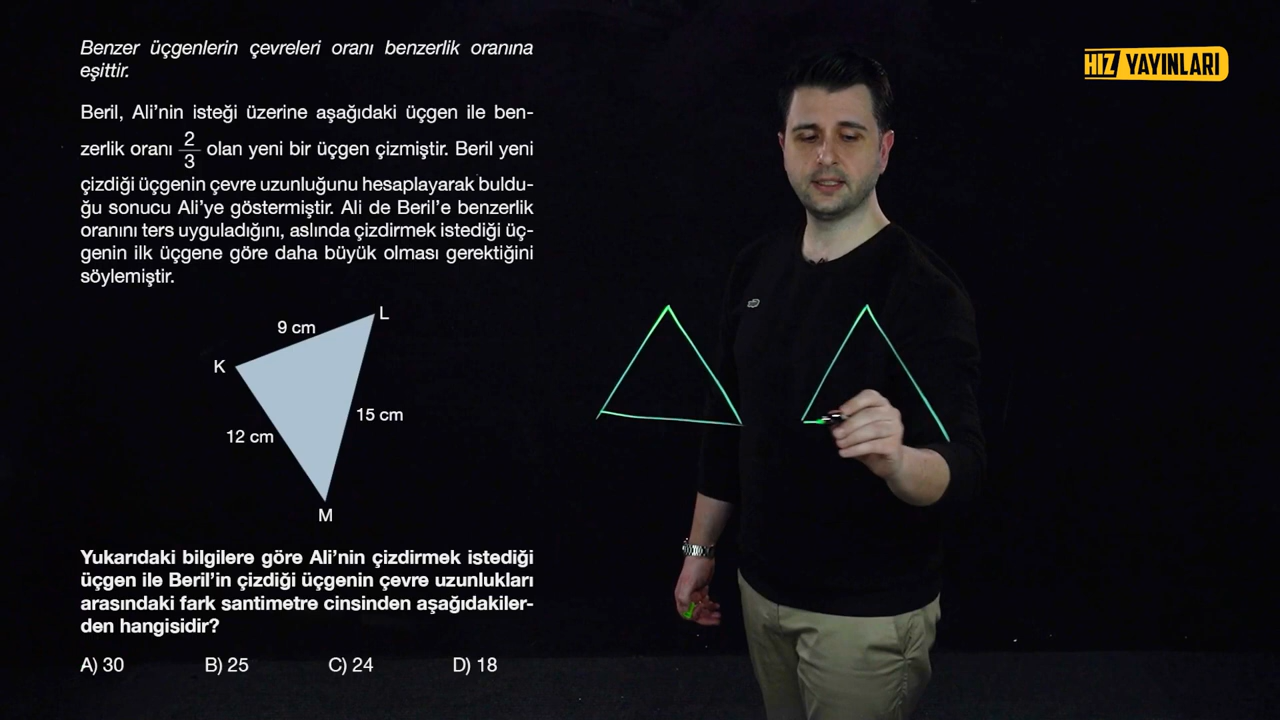 Benzer üçgenlerin çevreleri oranı benzerlik oranına
eşittir.
HIZ YAYINLARI
Beril, Ali'nin isteği üzerine aşağıdaki üçgen ile ben-
zerlik oranı 2/3 olan yeni bir üçgen çizmiştir. Beril yeni
çizdiği üçgenin çevre uzunluğunu hesaplayarak buldu-
ğu sonucu Ali'ye göstermiştir. Ali de Beril'e benzerlik
oranını ters uyguladığını, aslında çizdirmek istediği üç-
genin ilk üçgene göre daha büyük olması gerektiğini
söylemiştir.
L
9 cm
K
15 cm
12 cm
M
Yukarıdaki bilgilere göre Ali'nin çizdirmek istediği
üçgen ile Beril'in çizdiği üçgenin çevre uzunlukları
arasındaki fark santimetre cinsinden aşağıdakiler-
den hangisidir?
A) 30 B) 25 C) 24 D) 18